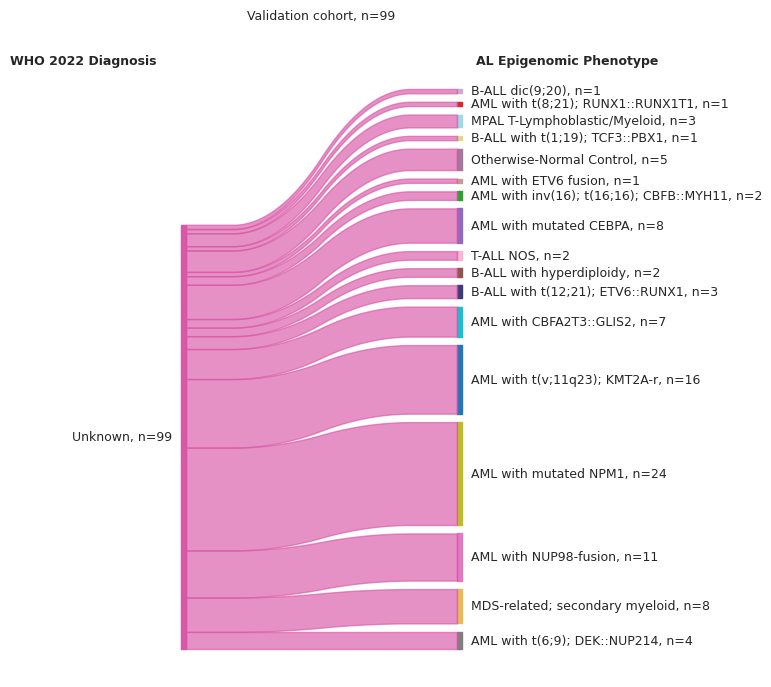 Validation cohort, n=99
WHO 2022 Diagnosis
AL Epigenomic Phenotype
B-ALL dic(9;20), n=1
AML with t(8;21); RUNX1::RUNX1T1, n=1
MPAL T-Lymphoblastic/Myeloid, n=3
B-ALL with t(1;19); TCF3::PBX1, n=1
Otherwise-Normal Control, n=5
AML with ETV6 fusion, n=1
AML with inv(16); t(16;16); CBFB::MYH11, n=2
AML with mutated CEBPA, n=8
T-ALL NOS, n=2
B-ALL with hyperdiploidy, n=2
B-ALL with t(12;21); ETV6::RUNX1, n=3
AML with CBFA2T3::GLIS2, n=7
AML with t(v;11q23); KMT2A-r, n=16
Unknown, n=99
AML with mutated NPM1, n=24
AML with NUP98-fusion, n=11
MDS-related; secondary myeloid, n=8
AML with t(6;9); DEK::NUP214, n=4